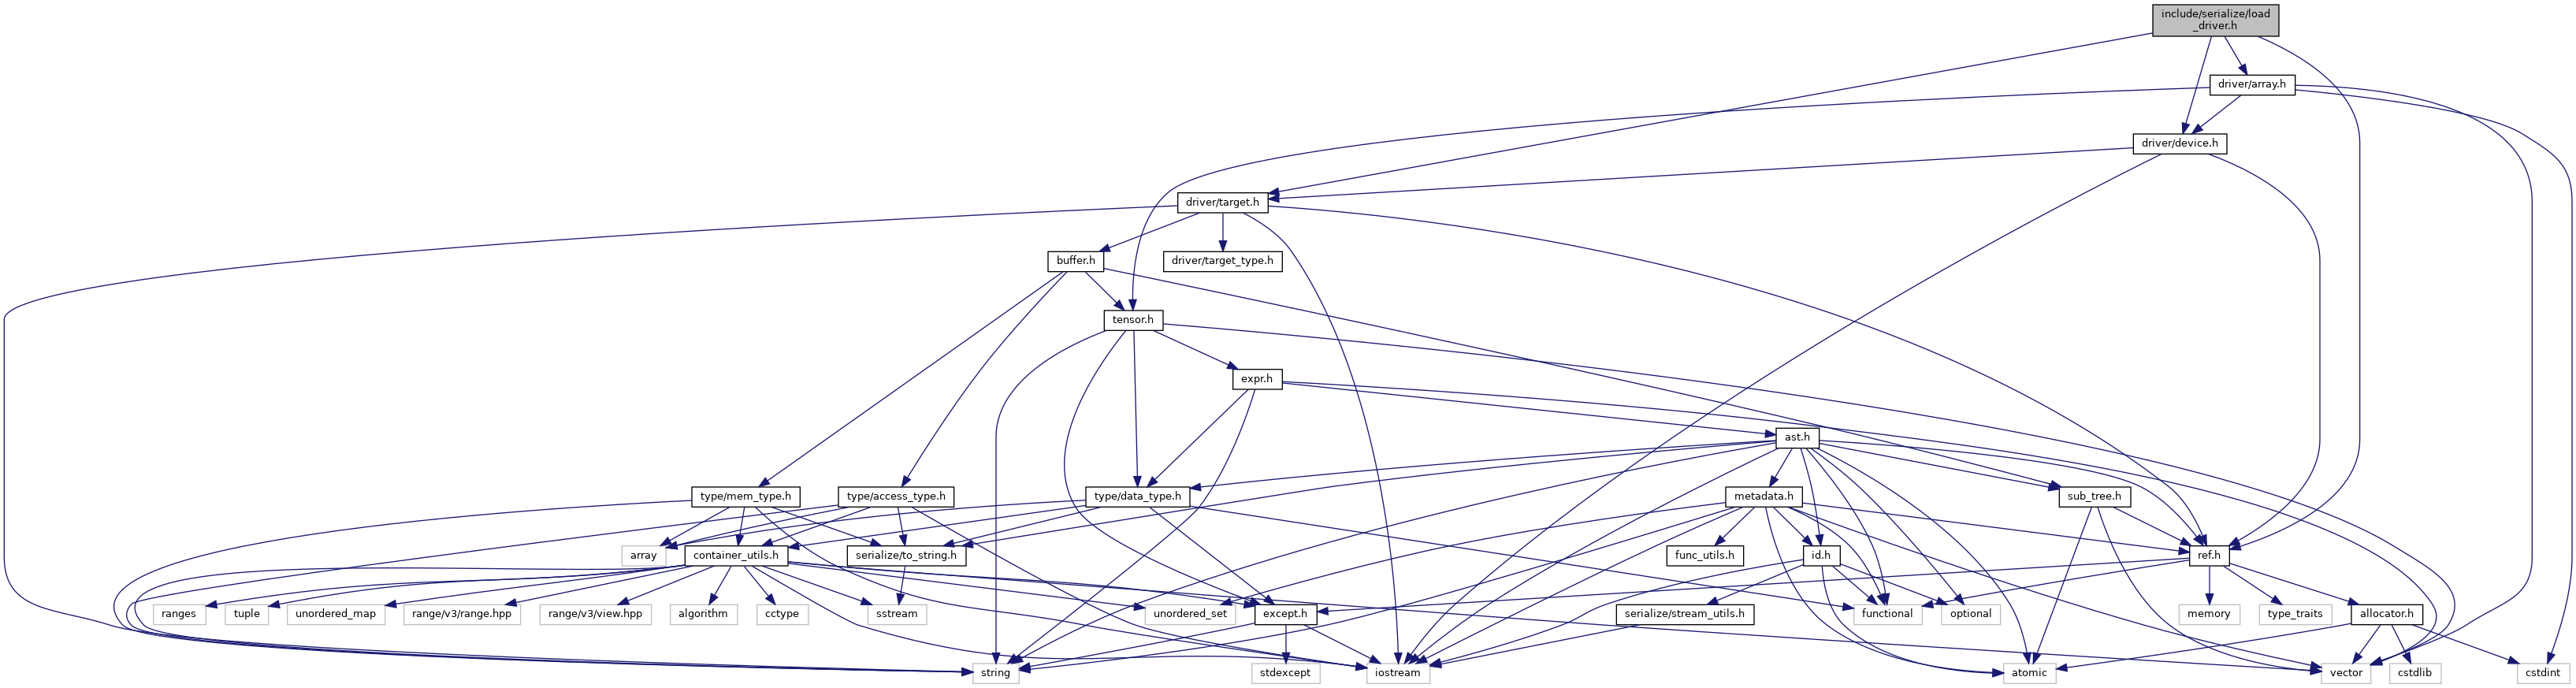 include/serialize/load
_driver.h
driver/array.h
driver/device.h
driver/target.h
buffer.h
driver/target_type.h
tensor.h
expr.h
ast.h
type/mem_type.h
type/access_type.h
type/data_type.h
metadata.h
sub_tree.h
array
container_utils.h
serialize/to_string.h
func_utils.h
id.h
ref.h
ranges
tuple
unordered_map
range/v3/range.hpp
range/v3/view.hpp
algorithm
cctype
sstream
unordered_set
except.h
serialize/stream_utils.h
functional
optional
memory
type_traits
allocator.h
string
stdexcept
iostream
atomic
vector
cstdlib
cstdint